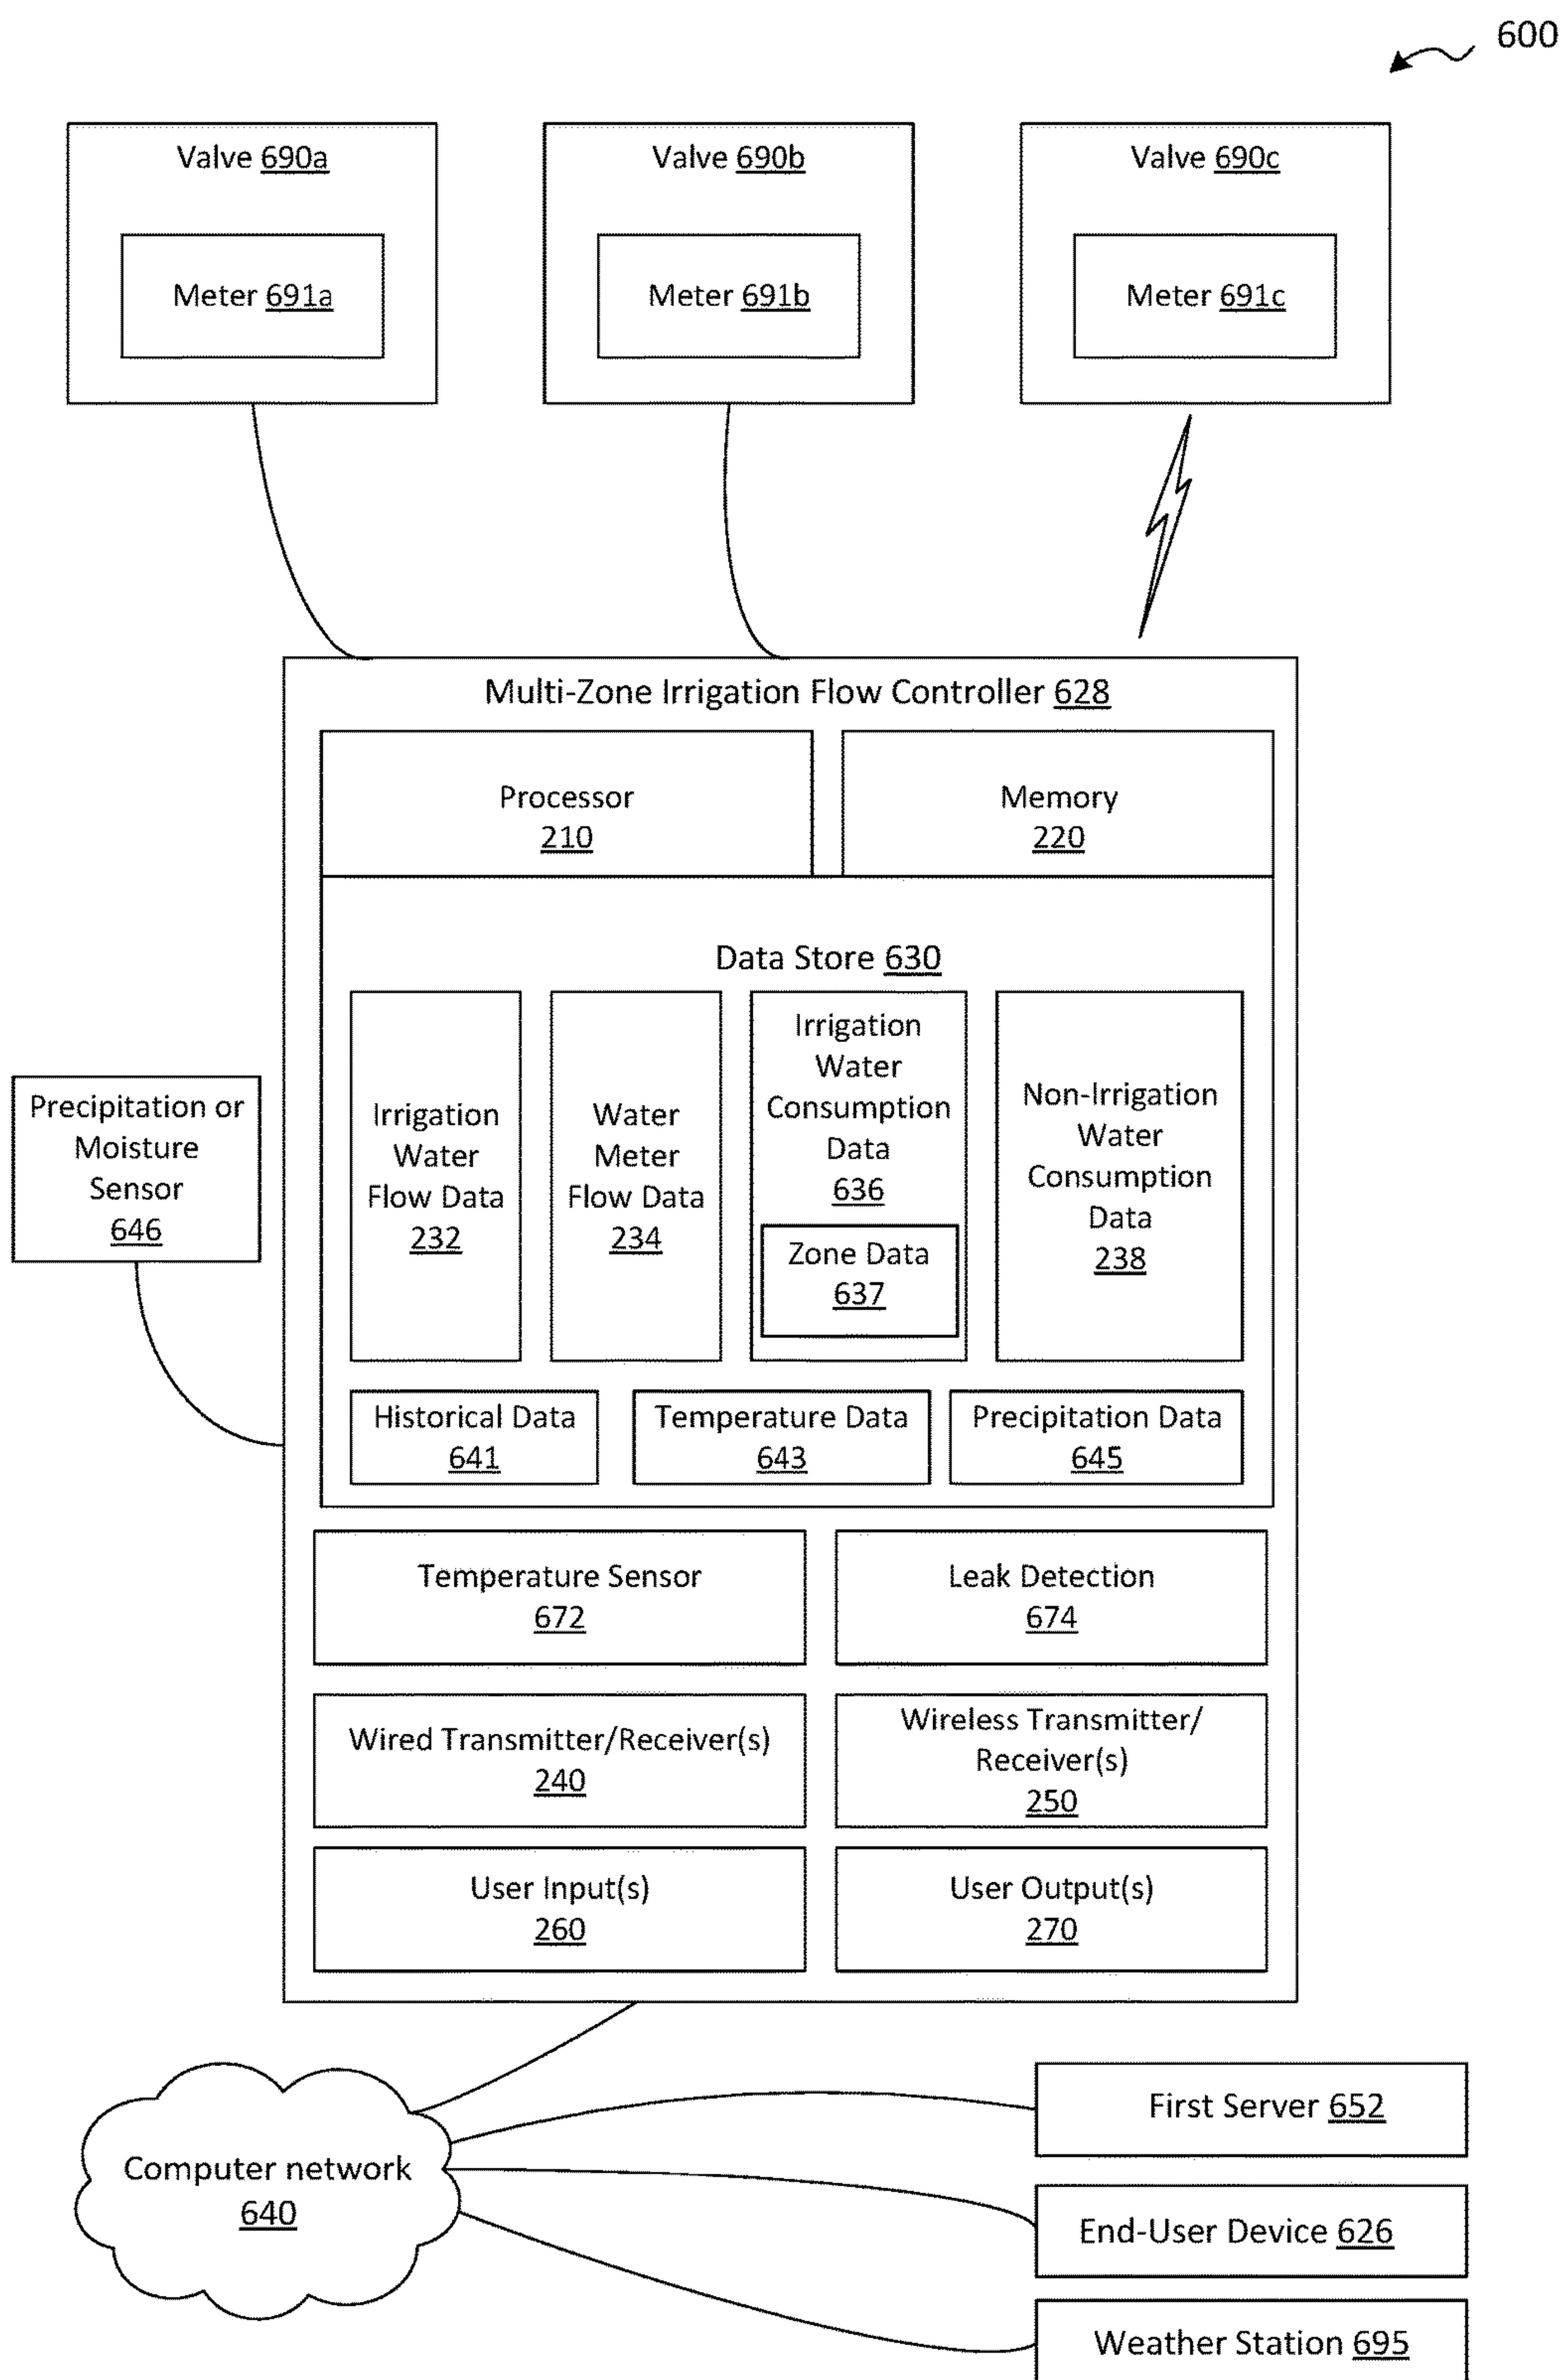 600
Valve 690a
Meter 691a
Valve 690b
Meter 691b
Valve 690c
Meter 691c
Multi-Zone Irrigation Flow Controller 628
Processor
210
Memory
220
Data Store 630
Irrigation
Water
Flow Data
232
Water
Meter
Flow Data
234
Irrigation
Water
Consumption
Data
636
Zone Data
637
Non-Irrigation
Water
Consumption
Data
238
Precipitation or
Moisture
Sensor
646
Historical Data
641
Temperature Data
643
Precipitation Data
645
Temperature Sensor
672
Leak Detection
674
Wired Transmitter/Receiver(s)
240
Wireless Transmitter/
Receiver(s)
250
User Input(s)
260
User Output(s)
270
Computer network
640
First Server 652
End-User Device 626
Weather Station 695